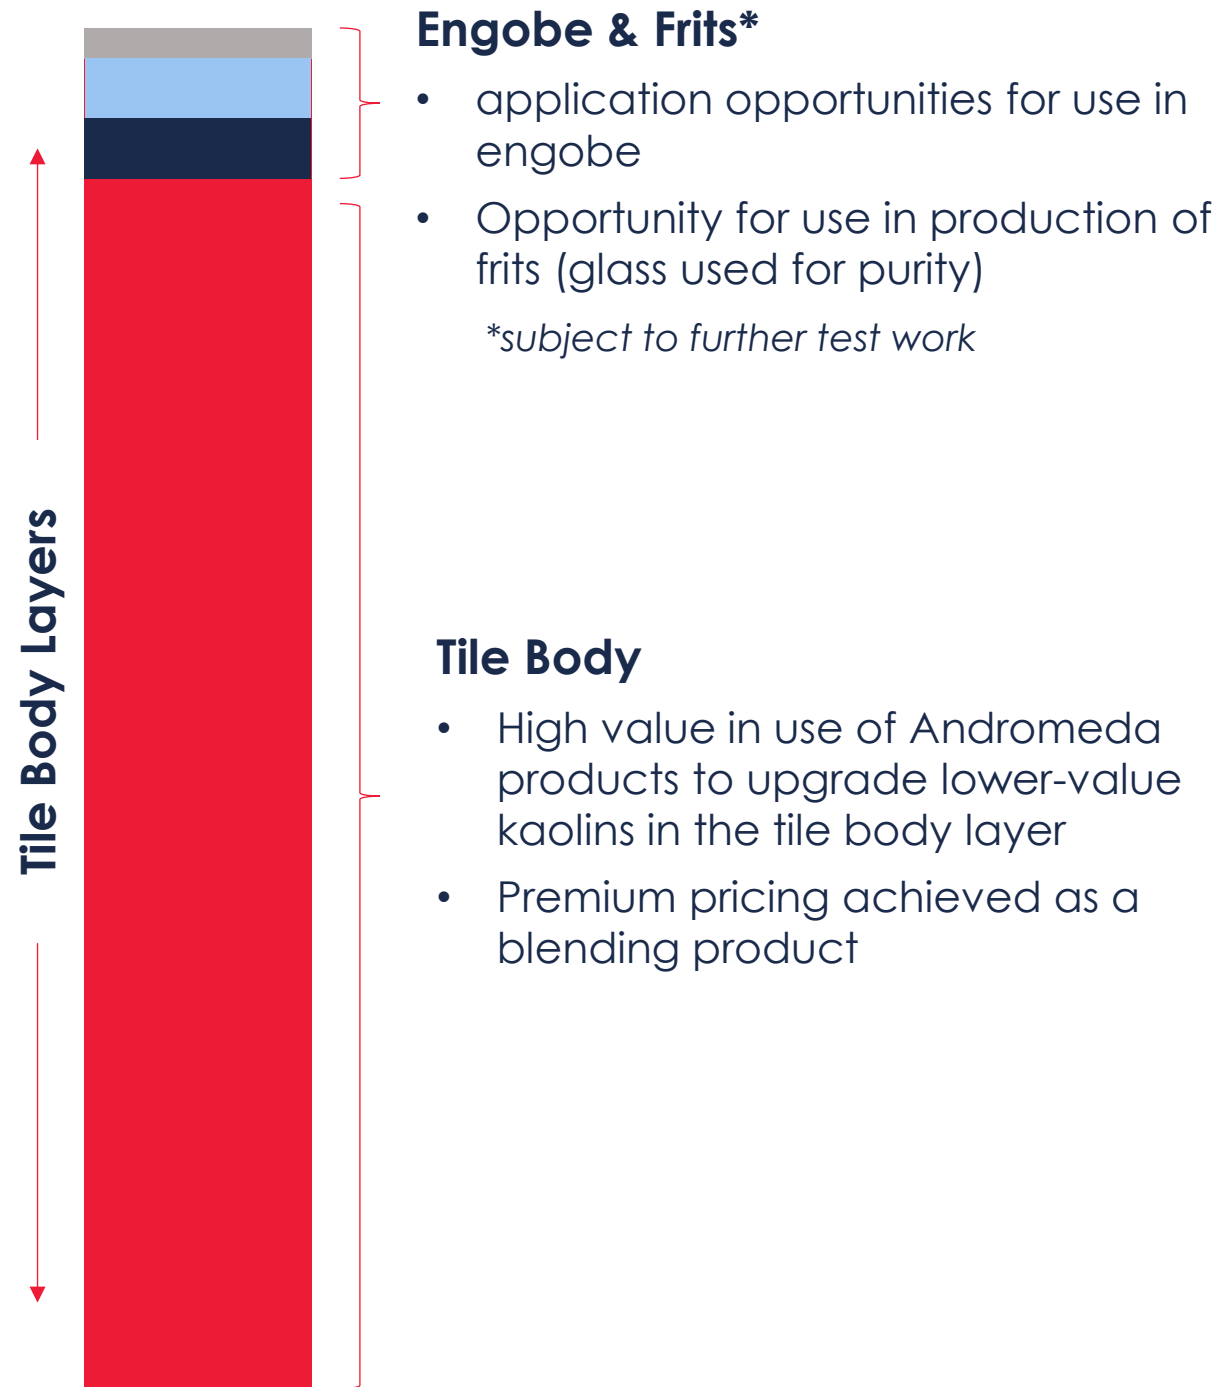 Engobe & Frits*
• application opportunities for use in
engobe
• Opportunity for use in production of
frits (glass used for purity)
*subject to further test work
Tile Body Layers
Tile Body
• High value in use of Andromeda
products to upgrade lower-value
kaolins in the tile body layer
• Premium pricing achieved as a
blending product